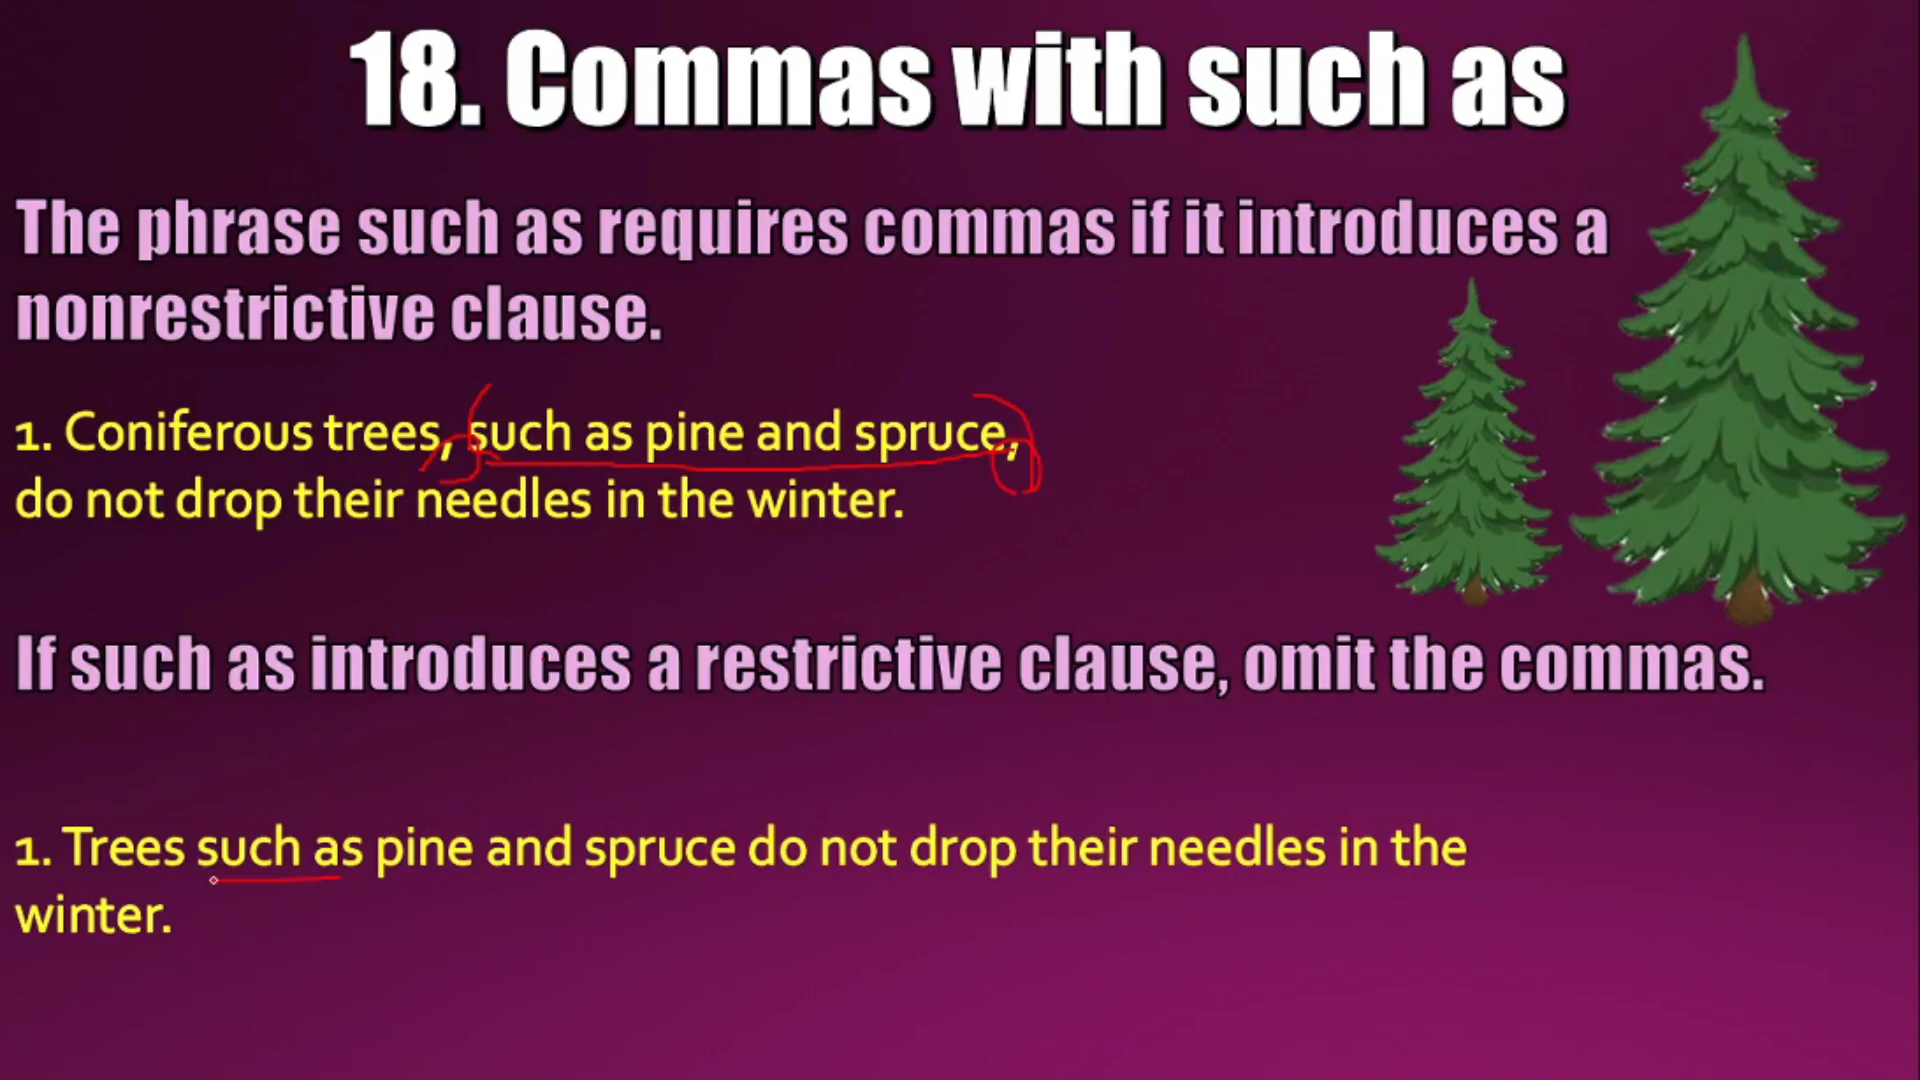 18. Commas with such as
The phrase such as requires commas if it introduces a
nonrestrictive clause.
1. Coniferous trees, such as pine and spruce,
do not drop their needles in the winter.
If such as introduces a restrictive clause, omit the commas.
1. Trees such as pine and spruce do not drop their needles in the
winter.